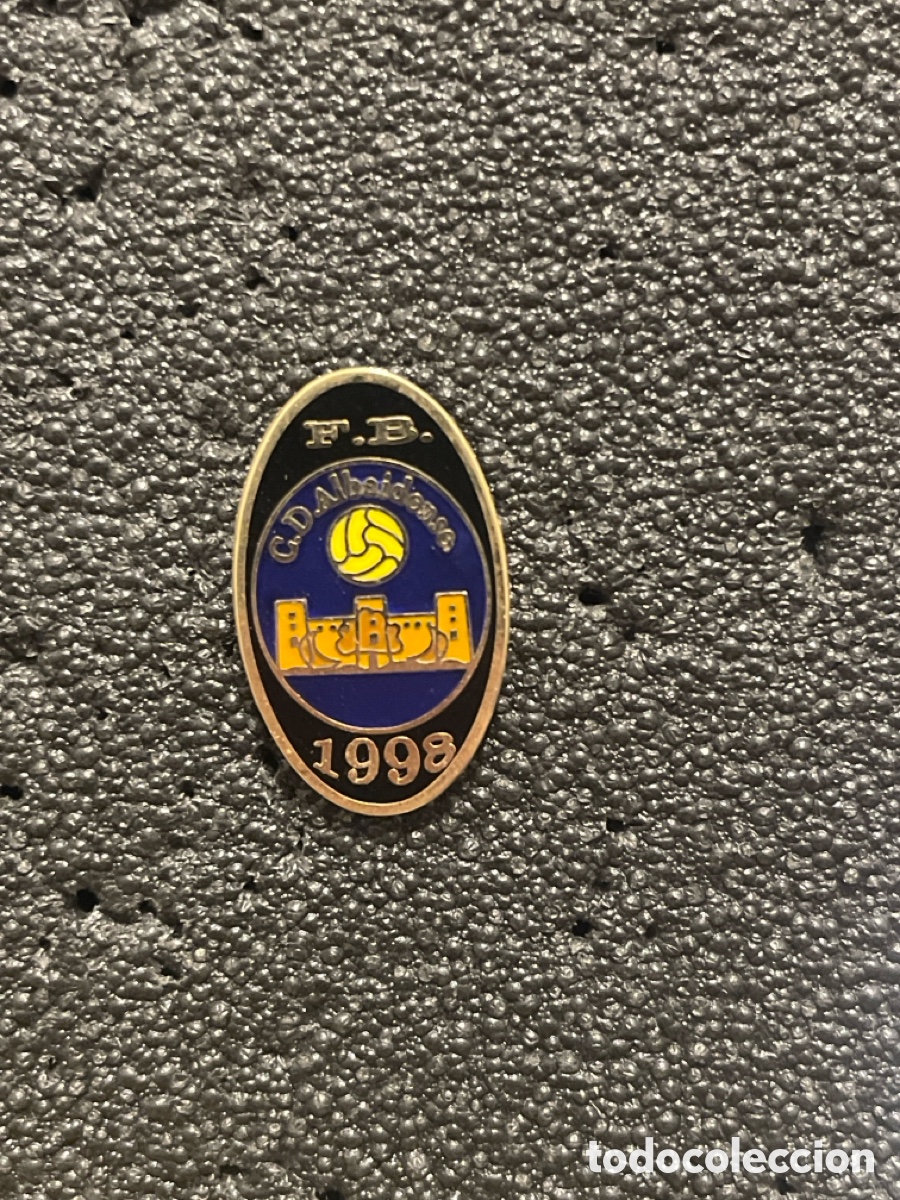 F.B.
C.D.Albaidense
1998
todocoleccion